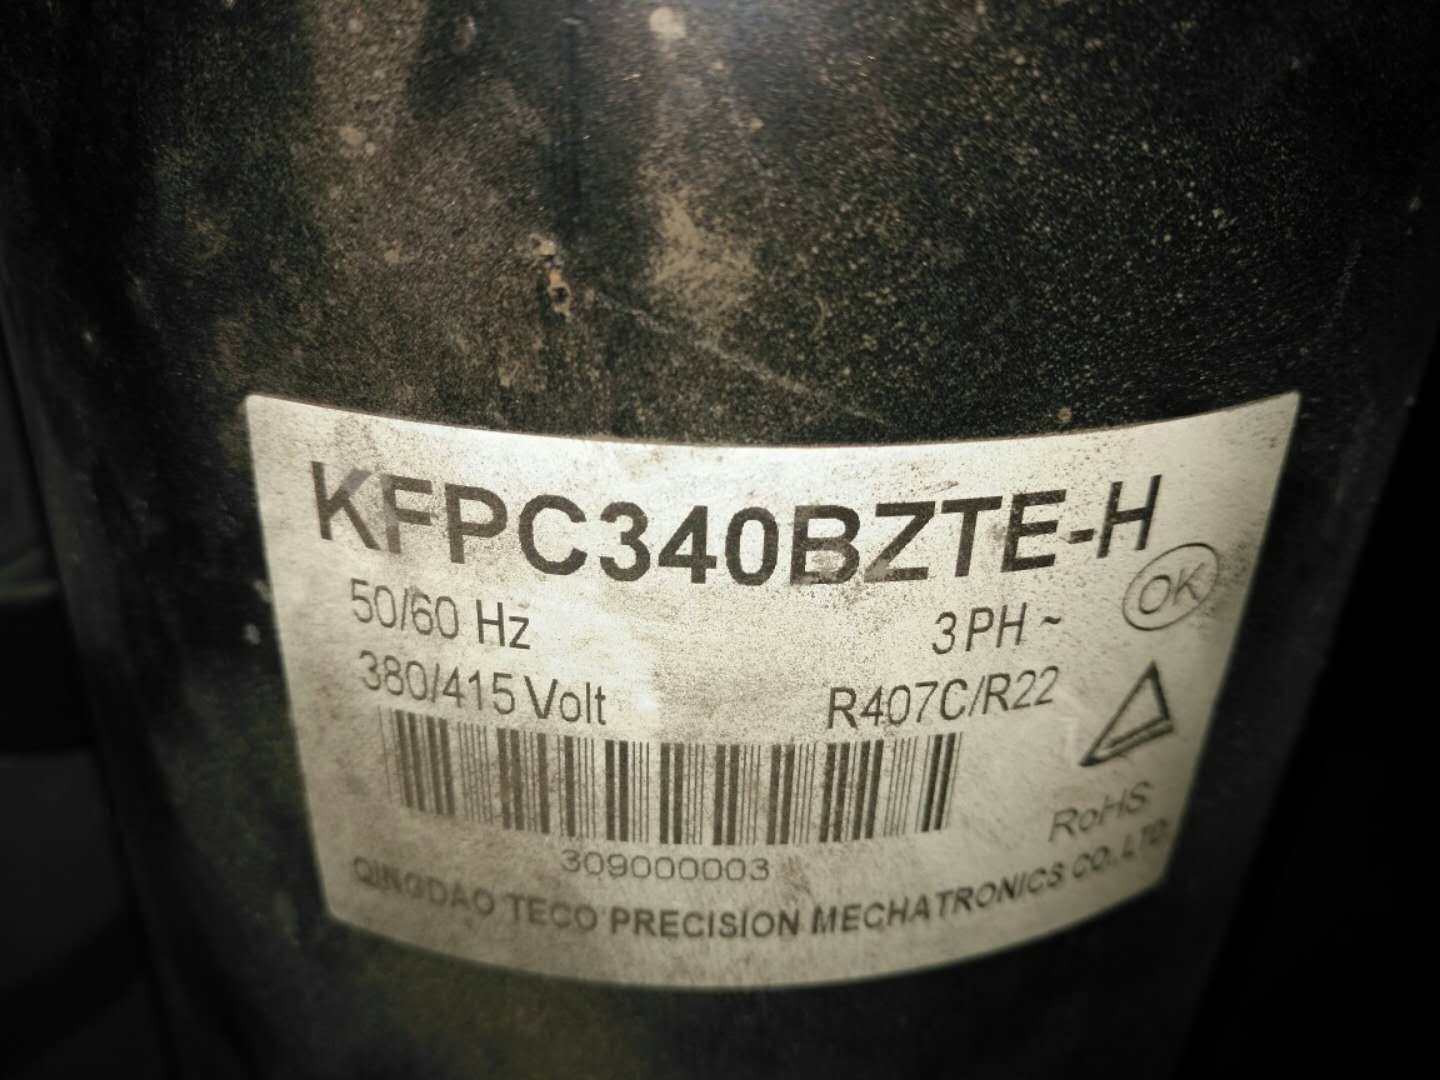 KFPC340BZTE-H
OK
50/60 Hz 3PH~
380/415 Volt R407C/R22
RoHS
309000003
QINGDAO TECO PRECISION MECHATRONICS CO., LTD.